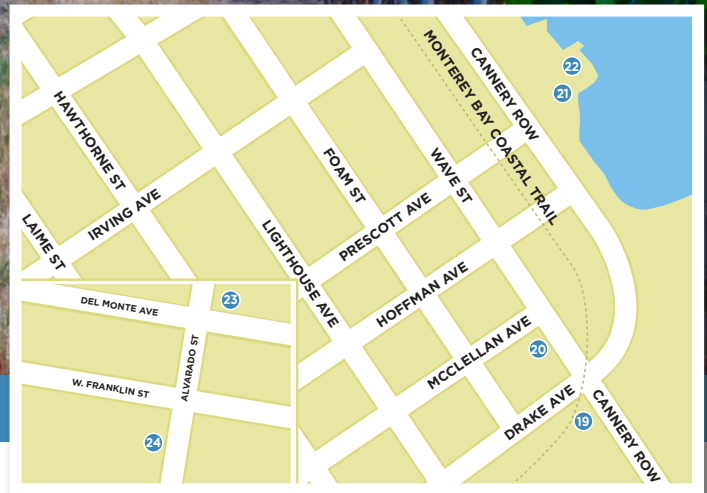 MONTEREY BAY COASTAL TRAIL
CANNERY ROW
22
21
HAWTHORNE ST
FOAM ST
WAVE ST
IRVING AVE
PRESCOTT AVE
LAIME ST
LIGHTHOUSE AVE
HOFFMAN AVE
MCCLELLAN AVE
20
DRAKE AVE
19
CANNERY ROW
23
DEL MONTE AVE
ALVARADO ST
W. FRANKLIN ST
24